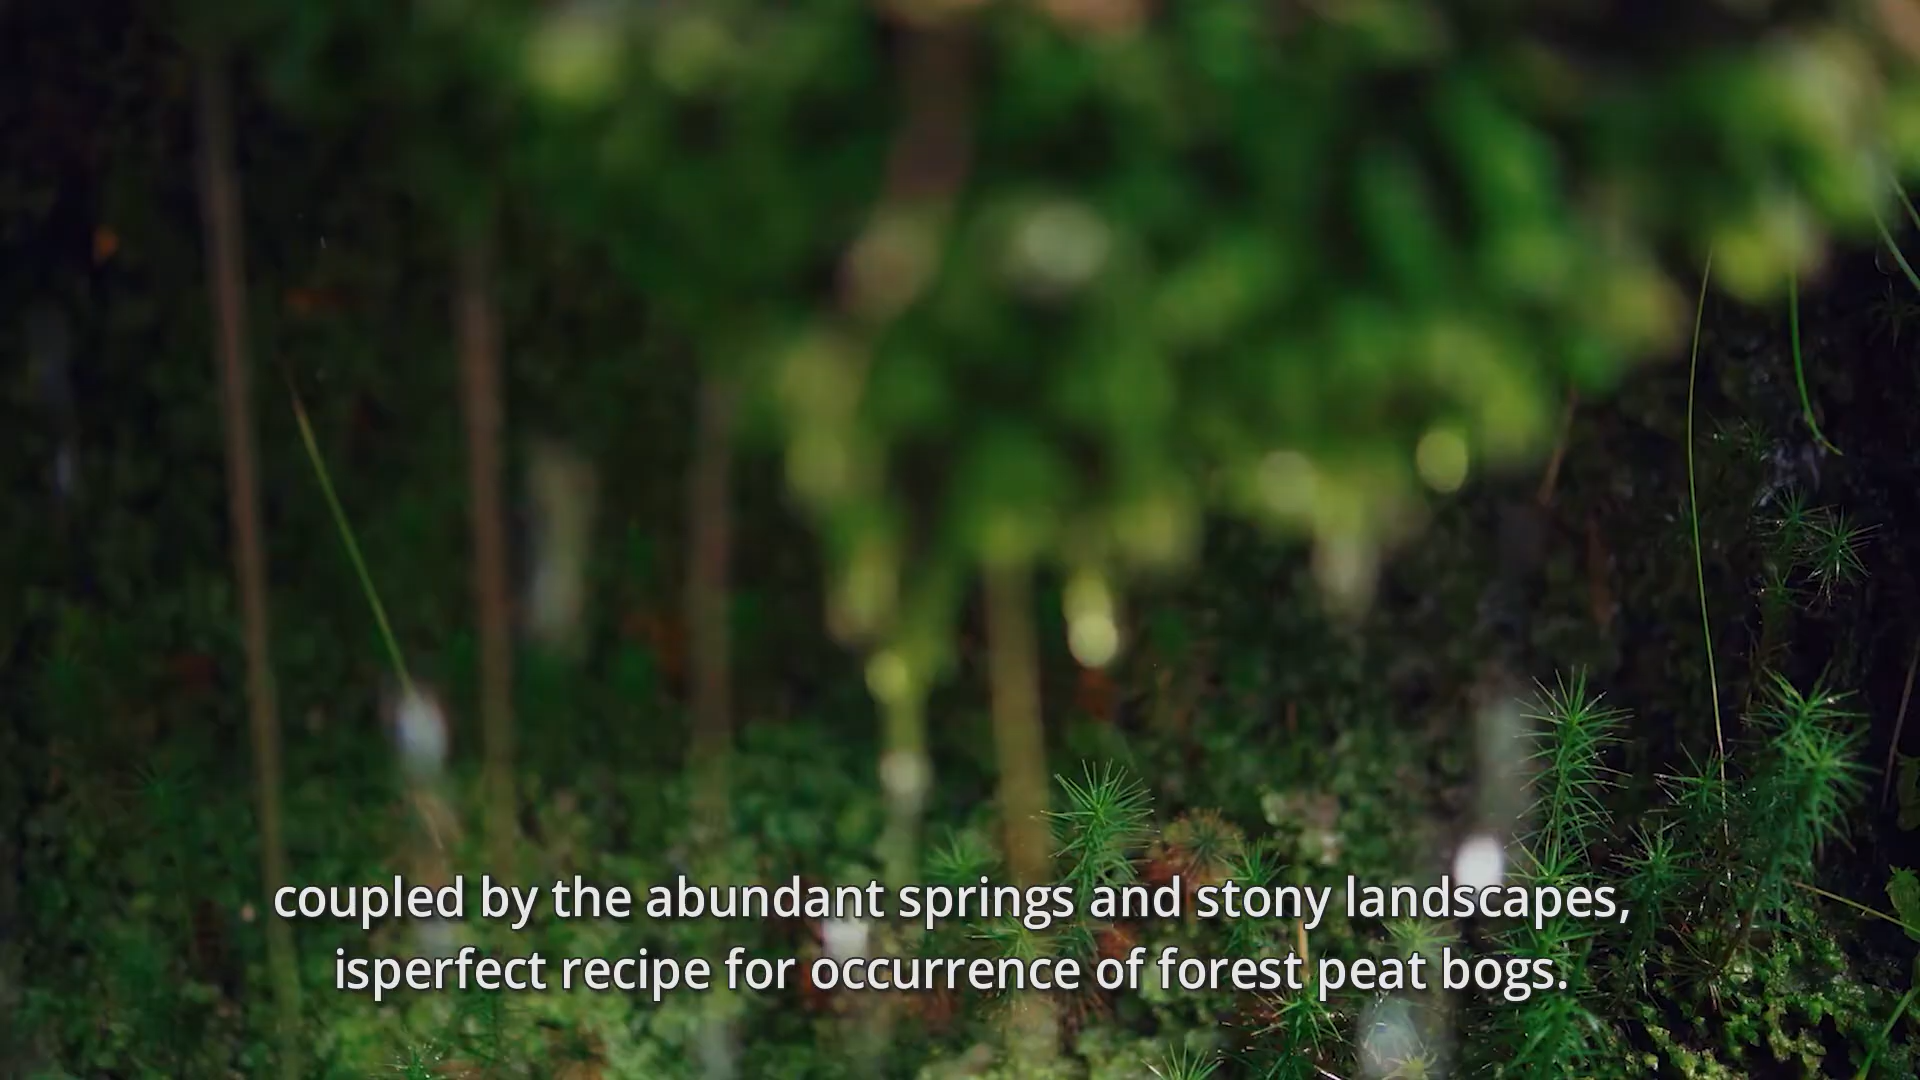 coupled by the abundant springs and stony landscapes,
isperfect recipe for occurrence of forest peat bogs.